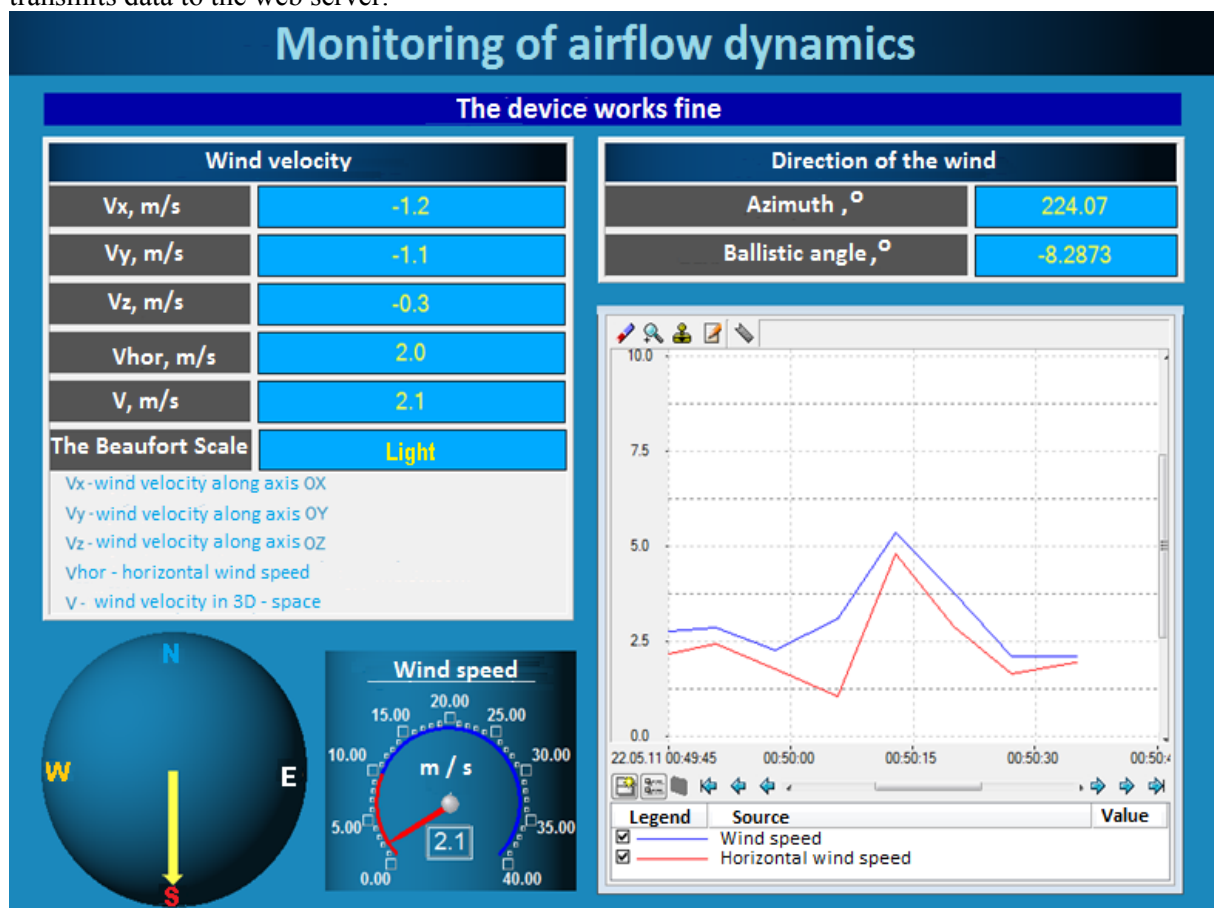 transmits data to the web server.
Monitoring of airflow dynamics
The device works fine
Wind velocity
Vx, m/s -1.2
Vy, m/s -1.1
Vz, m/s -0.3
Vhor, m/s 2.0
V, m/s 2.1
The Beaufort Scale Light
Vx-wind velocity along axis OX
Vy-wind velocity along axis OY
Vz-wind velocity along axis OZ
Vhor - horizontal wind speed
V - wind velocity in 3D - space
Direction of the wind
Azimuth ,° 224.07
Ballistic angle,° -8.2873
10.0
7.5
5.0
2.5
0.0
22.05.11 00:49:45 00:50:00 00:50:15 00:50:30
Legend Source Value
Wind speed
Horizontal wind speed
N
W
E
S
Wind speed
20.00
15.00 25.00
10.00 30.00
m / s
5.00 35.00
2.1
0.00 40.00